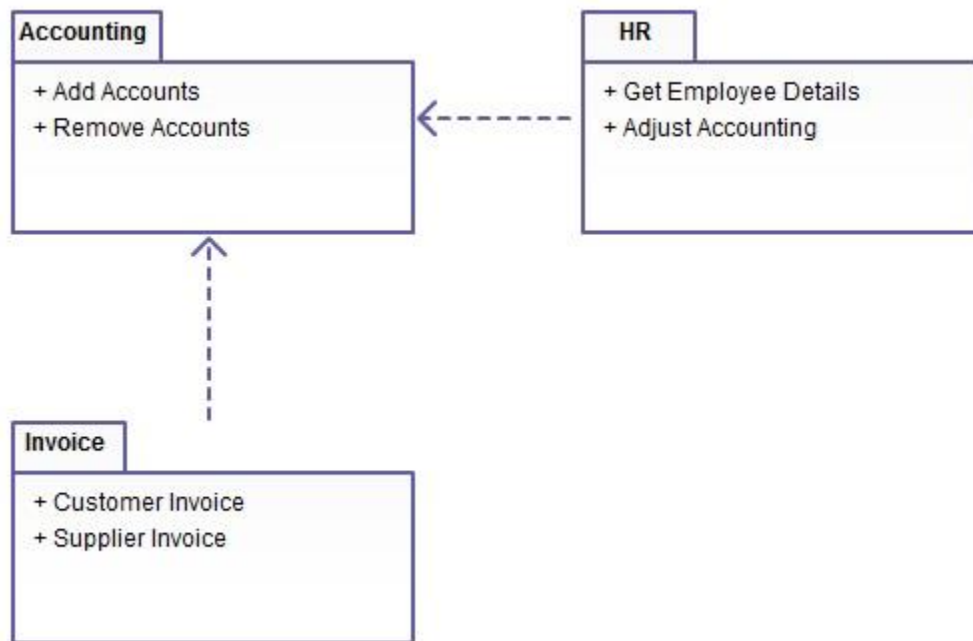 Accounting
+ Add Accounts
+ Remove Accounts
HR
+ Get Employee Details
+ Adjust Accounting
Invoice
+ Customer Invoice
+ Supplier Invoice